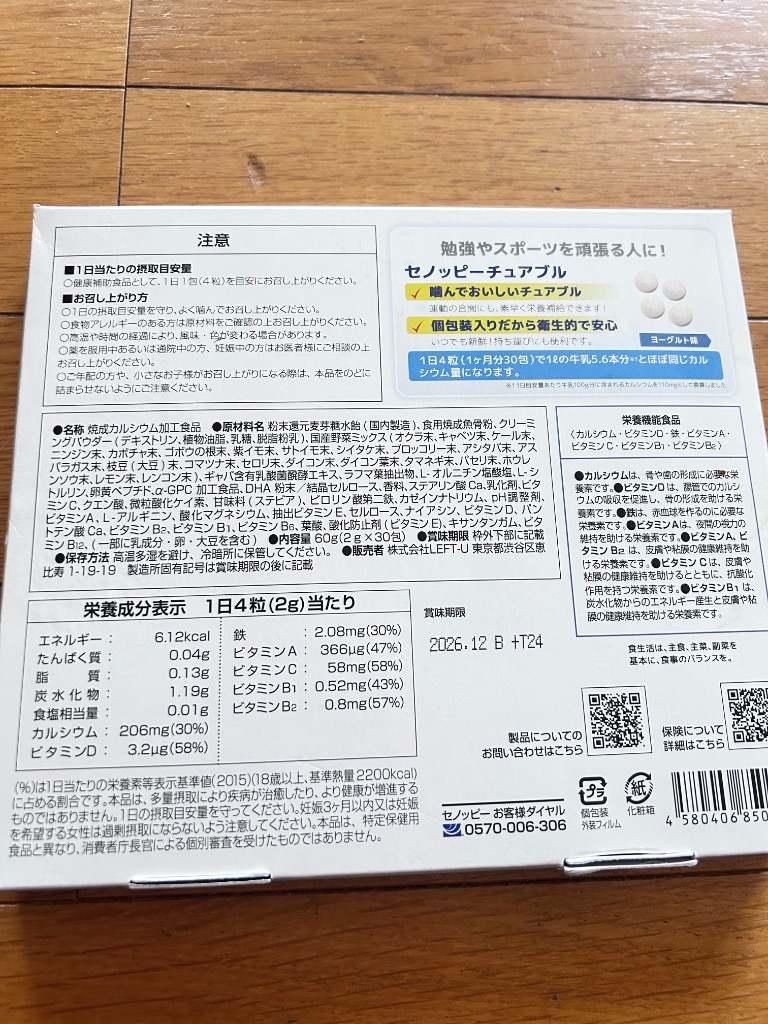 注意
■1日当たりの摂取目安量
○健康補助食品として、1日1包(4粒)を目安にお召し上がりください。
■お召し上がり方
○1日の摂取目安量を守り、よく噛んでお召し上がりください。
○食物アレルギーのある方は原材料をご確認の上お召し上がりください。
○高温や時間の経過により、風味・色が変わる場合があります。
○薬を服用中あるいは通院中の方、妊娠中の方はお医者様にご相談の上
お召し上がりください。
○ご年配の方や、小さなお子様がお召し上がりになる際は、本品をのどに
詰まらせないようにご注意ください。
勉強やスポーツを頑張る人に!
セノッピーチュアブル
✓ 噛んでおいしいチュアブル
運動の合間にも、素早く栄養補給できます!
✓ 個包装入りだから衛生的で安心
いつでも新鮮!持ち運びにも便利です。
ヨーグルト味
1日4粒(1ヶ月分30包)で1ℓの牛乳5.6本分※1とほぼ同じカル
シウム量になります。
※1 1日目安量あたり牛乳100g分に含まれるカルシウムを110mgとして換算しました
●名称 焼成カルシウム加工食品 ●原材料名 粉末還元麦芽糖水飴(国内製造)、食用焼成魚骨粉、クリーミ
ングパウダー(デキストリン、植物油脂、乳糖、脱脂粉乳)、国産野菜ミックス(オクラ末、キャベツ末、ケール末、
ニンジン末、カボチャ末、ゴボウの根末、紫イモ末、サトイモ末、シイタケ末、ブロッコリー末、アシタバ末、アス
パラガス末、枝豆(大豆)末、コマツナ末、セロリ末、ダイコン末、ダイコン葉末、タマネギ末、パセリ末、ホウレ
ンソウ末、レモン末、レンコン末)、ギャバ含有乳酸菌醗酵エキス末、ラフマ葉抽出物、L-オルニチン塩酸塩、L-シ
トルリン、卵黄ペプチド、α-GPC加工食品、DHA粉末/結晶セルロース、香料、ステアリン酸Ca、乳化剤、ビタ
ミンC、クエン酸、微粒酸化ケイ素、甘味料(ステビア)、ピロリン酸第二鉄、カゼインナトリウム、pH調整剤、
ビタミンA、L-アルギニン、酸化マグネシウム、抽出ビタミンE、セルロース、ナイアシン、ビタミンD、パン
トテン酸Ca、ビタミンB2、ビタミンB1、ビタミンB6、葉酸、酸化防止剤(ビタミンE)、キサンタンガム、ビタ
ミンB12、(一部に乳成分・卵・大豆を含む) ●内容量 60g(2g×30包) ●賞味期限 枠外下部に記載
●保存方法 高温多湿を避け、冷暗所に保管してください。 ●販売者 株式会社LEFT-U 東京都渋谷区恵
比寿1-19-19 製造所固有記号は賞味期限の後に記載
栄養機能食品
〈カルシウム・ビタミンD・鉄・ビタミンA・
ビタミンC・ビタミンB1・ビタミンB2〉
●カルシウムは、骨や歯の形成に必要な栄
養素です。●ビタミンDは、腸管でのカルシ
ウムの吸収を促進し、骨の形成を助ける栄
養素です。●鉄は、赤血球を作るのに必要な
栄養素です。●ビタミンAは、夜間の視力の
維持を助ける栄養素です。●ビタミンA、ビ
タミンB2は、皮膚や粘膜の健康維持を助
ける栄養素です。●ビタミンCは、皮膚や
粘膜の健康維持を助けるとともに、抗酸化
作用を持つ栄養素です。●ビタミンB1は、
炭水化物からのエネルギー産生と皮膚や粘
膜の健康維持を助ける栄養素です。
食生活は、主食、主菜、副菜を
基本に、食事のバランスを。
栄養成分表示 1日4粒(2g)当たり
エネルギー: 6.12kcal
たんぱく質: 0.04g
脂質: 0.13g
炭水化物: 1.19g
食塩相当量: 0.01g
カルシウム: 206mg(30%)
ビタミンD: 3.2μg(58%)
鉄: 2.08mg(30%)
ビタミンA: 366μg(47%)
ビタミンC: 58mg(58%)
ビタミンB1: 0.52mg(43%)
ビタミンB2: 0.8mg(57%)
賞味期限
2026.12 B +T24
製品についての
お問い合わせはこちら
保険について
詳細はこちら
(%)は1日当たりの栄養素等表示基準値(2015)(18歳以上、基準熱量2200kcal)
に占める割合です。本品は、多量摂取により疾病が治癒したり、より健康が増進する
ものではありません。1日の摂取目安量を守ってください。妊娠3ヶ月以内又は妊娠
を希望する女性は過剰摂取にならないよう注意してください。本品は、特定保健用
食品と異なり、消費者庁長官による個別審査を受けたものではありません。
セノッピー お客様ダイヤル
0570-006-306
プラ
個包装
外装フィルム
紙
化粧箱
4 580406 850